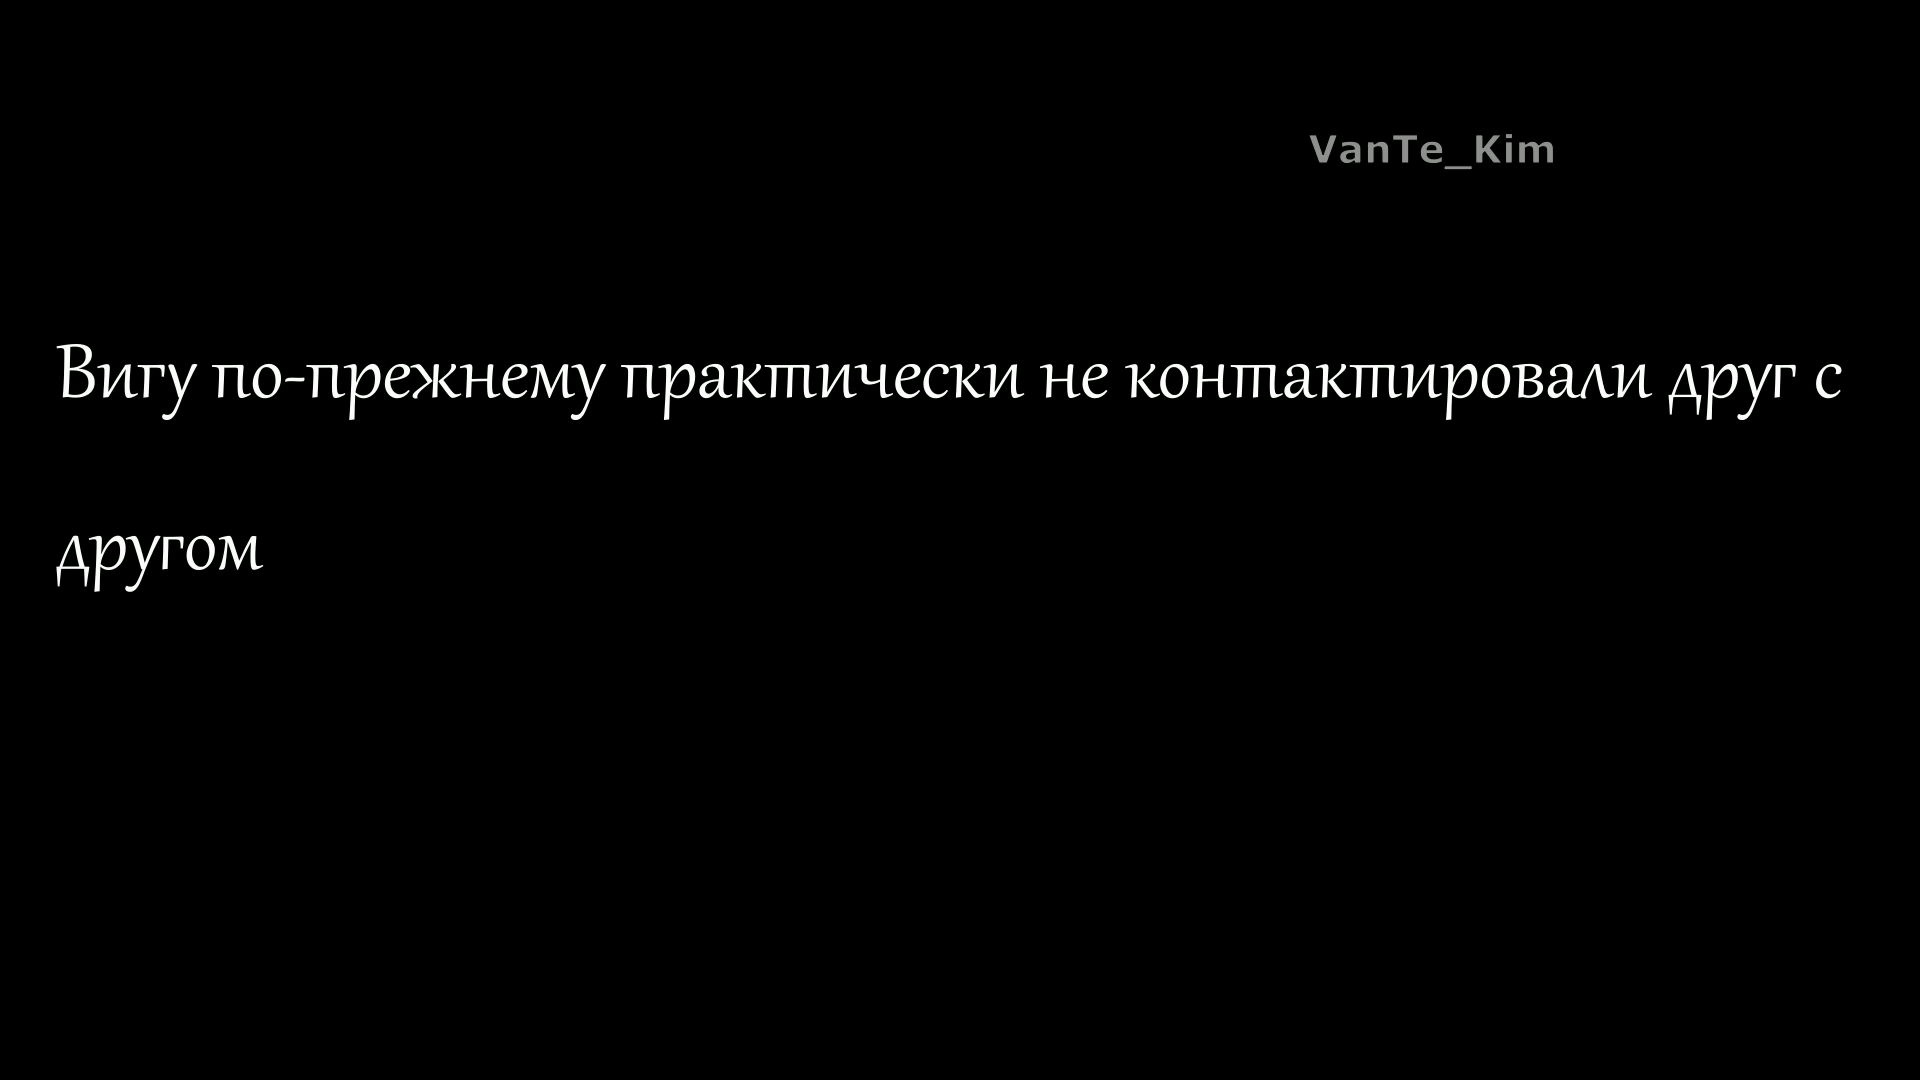 VanTe_Kim
Вигу по-прежнему практически не контактировали друг с
другом